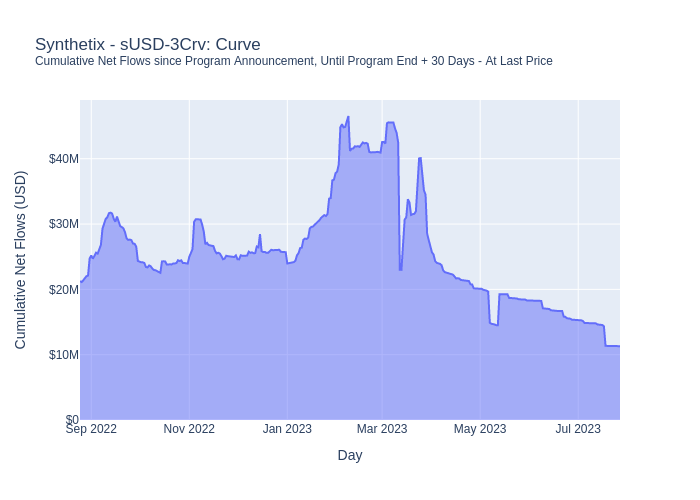 Synthetix - sUSD-3Crv: Curve
Cumulative Net Flows since Program Announcement, Until Program End + 30 Days - At Last Price
Cumulative Net Flows (USD)
$40M
$30M
$20M
$10M
$0
Sep 2022 Nov 2022 Jan 2023 Mar 2023 May 2023 Jul 2023
Day